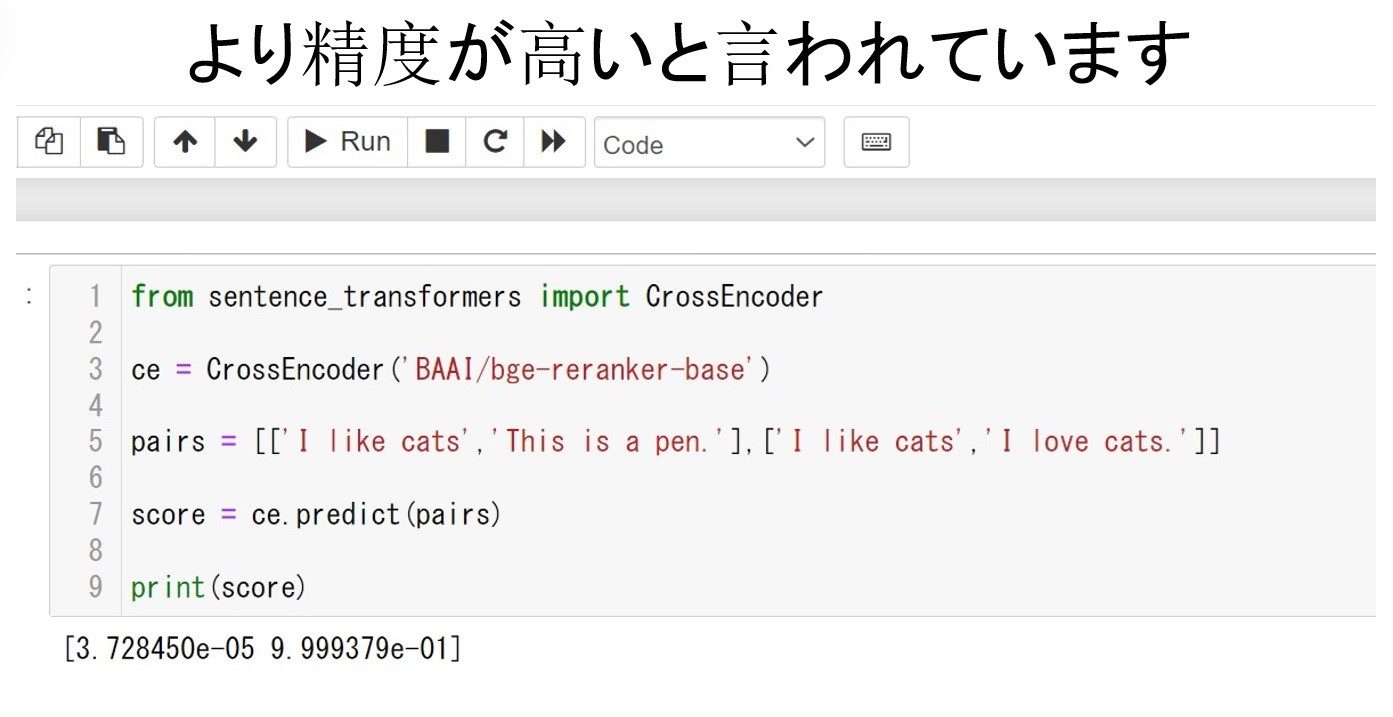 より精度が高いと言われています
Run
Code
:
1 from sentence_transformers import CrossEncoder
2
3 ce = CrossEncoder('BAAI/bge-reranker-base')
4
5 pairs = [['I like cats','This is a pen.'],['I like cats','I love cats.']]
6
7 score = ce.predict(pairs)
8
9 print(score)
[3.728450e-05 9.999379e-01]